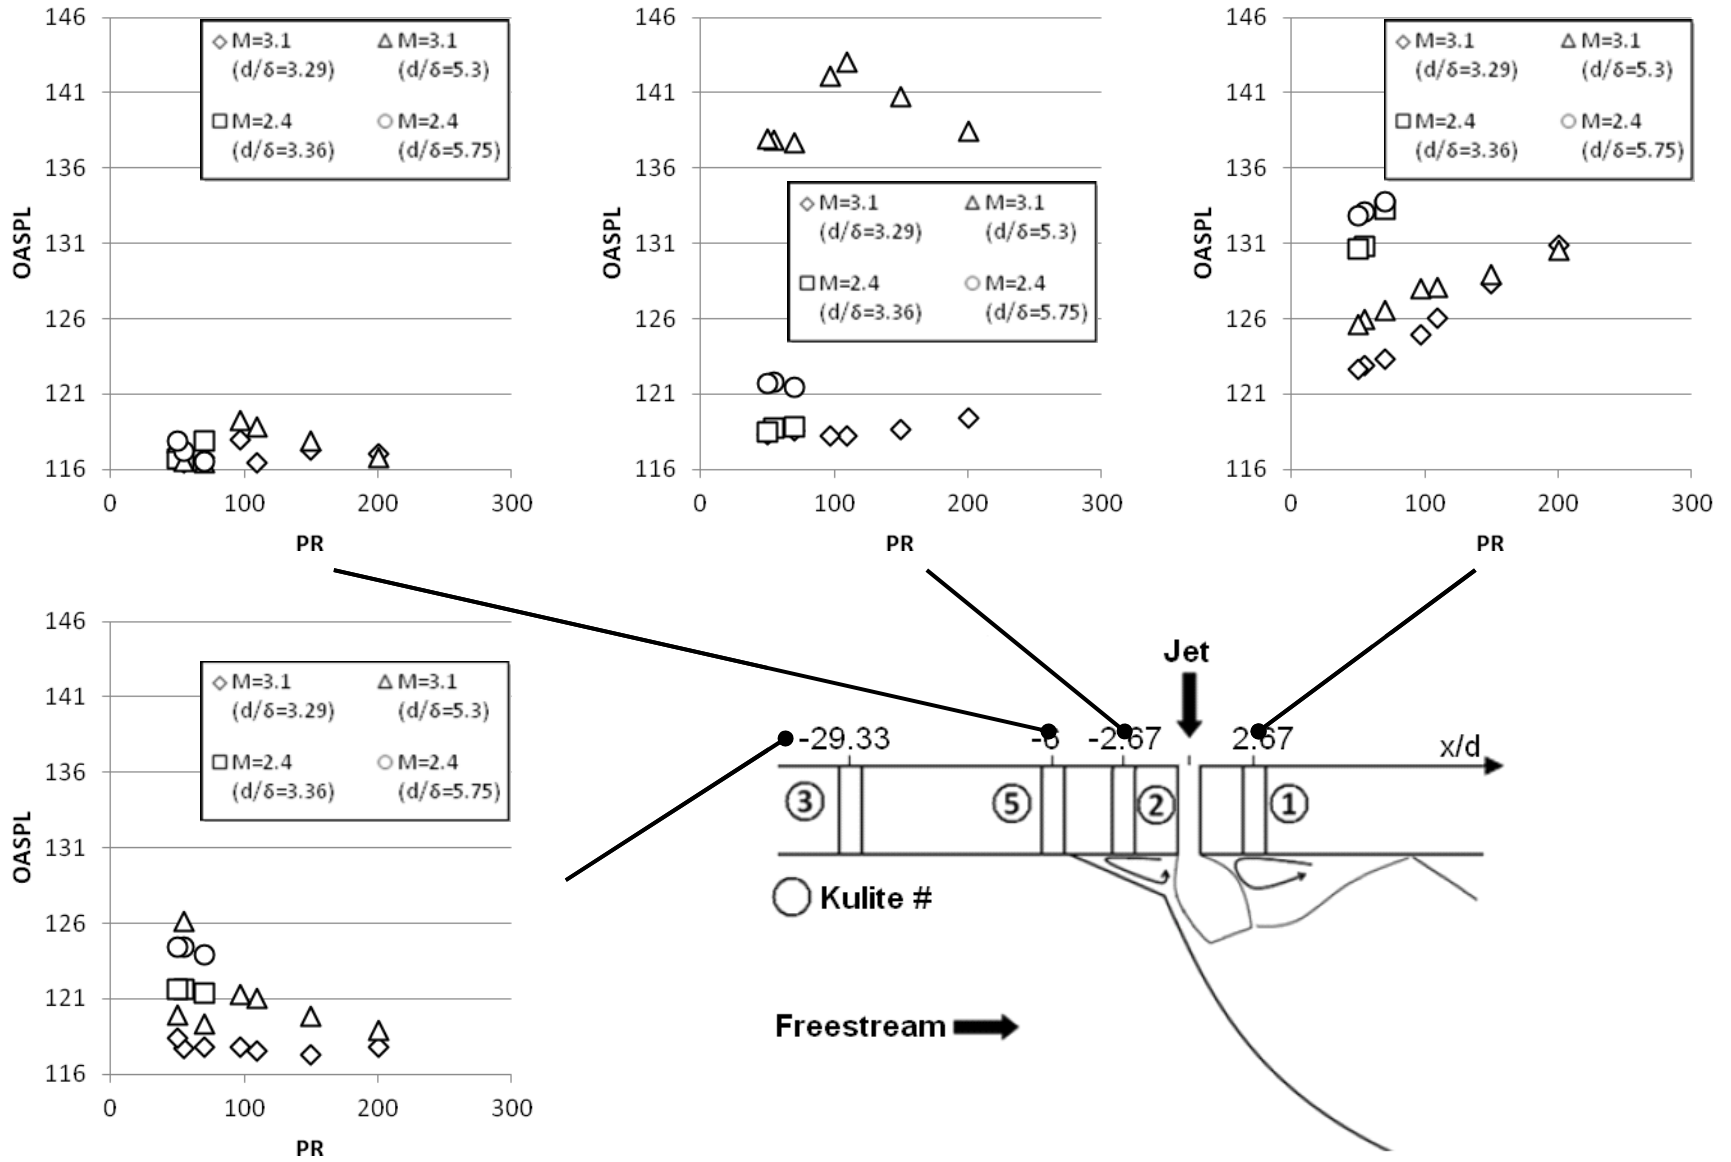 146
141
136
131
126
121
116
OASPL
0 100 200 300
PR
M=3.1 M=3.1
(d/δ=3.29) (d/δ=5.3)
M=2.4 M=2.4
(d/δ=3.36) (d/δ=5.75)
146
141
136
131
126
121
116
OASPL
0 100 200 300
PR
M=3.1 M=3.1
(d/δ=3.29) (d/δ=5.3)
M=2.4 M=2.4
(d/δ=3.36) (d/δ=5.75)
146
141
136
131
126
121
116
OASPL
0 100 200 300
PR
M=3.1 M=3.1
(d/δ=3.29) (d/δ=5.3)
M=2.4 M=2.4
(d/δ=3.36) (d/δ=5.75)
146
141
136
131
126
121
116
OASPL
0 100 200 300
PR
M=3.1 M=3.1
(d/δ=3.29) (d/δ=5.3)
M=2.4 M=2.4
(d/δ=3.36) (d/δ=5.75)
Jet
-29.33 -6 -2.67 2.67 x/d
3 5 2 1
Kulite #
Freestream